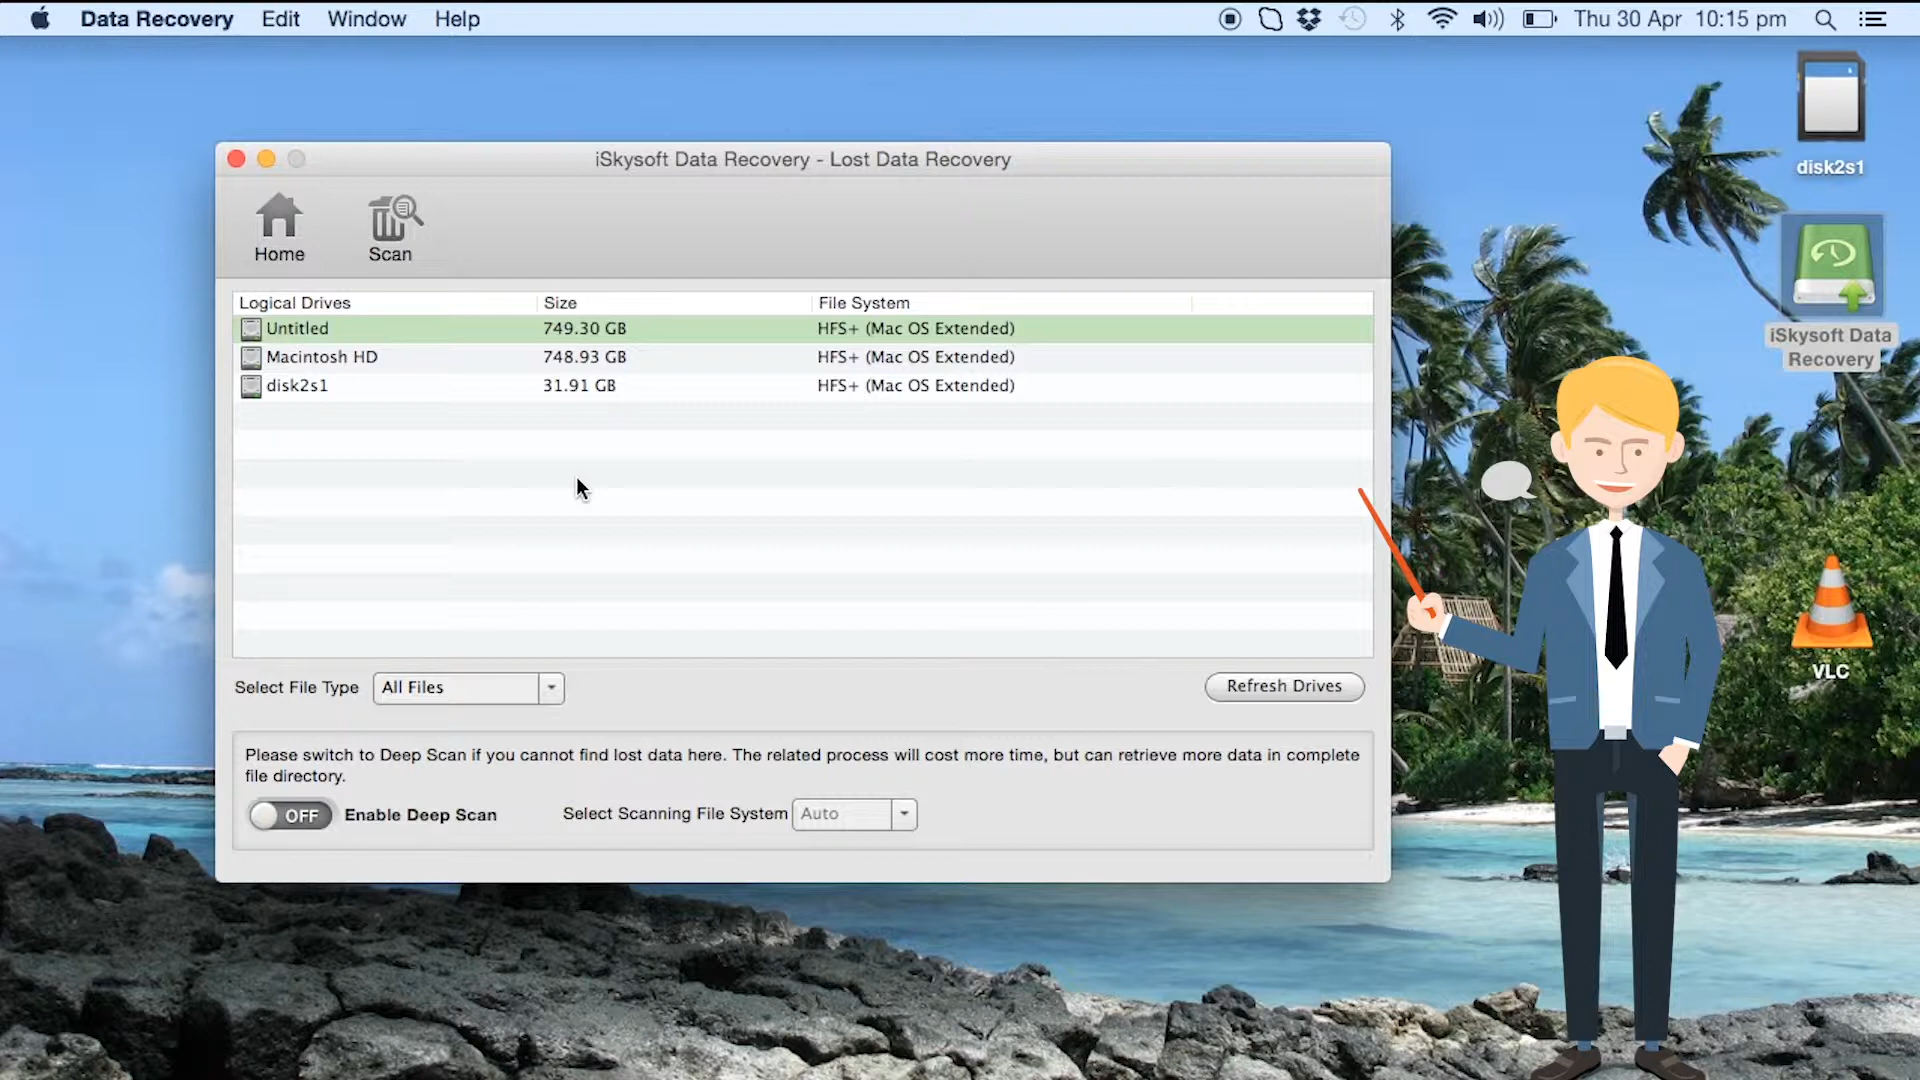 Data Recovery Edit Window Help Thu 30 Apr 10:15 pm
disk2s1
iSkysoft Data Recovery - Lost Data Recovery
Home Scan
iSkysoft Data
Recovery
Logical Drives Size File System
Untitled 749.30 GB HFS+ (Mac OS Extended)
Macintosh HD 748.93 GB HFS+ (Mac OS Extended)
disk2s1 31.91 GB HFS+ (Mac OS Extended)
VLC
Select File Type All Files Refresh Drives
Please switch to Deep Scan if you cannot find lost data here. The related process will cost more time, but can retrieve more data in complete
file directory.
OFF Enable Deep Scan Select Scanning File System Auto